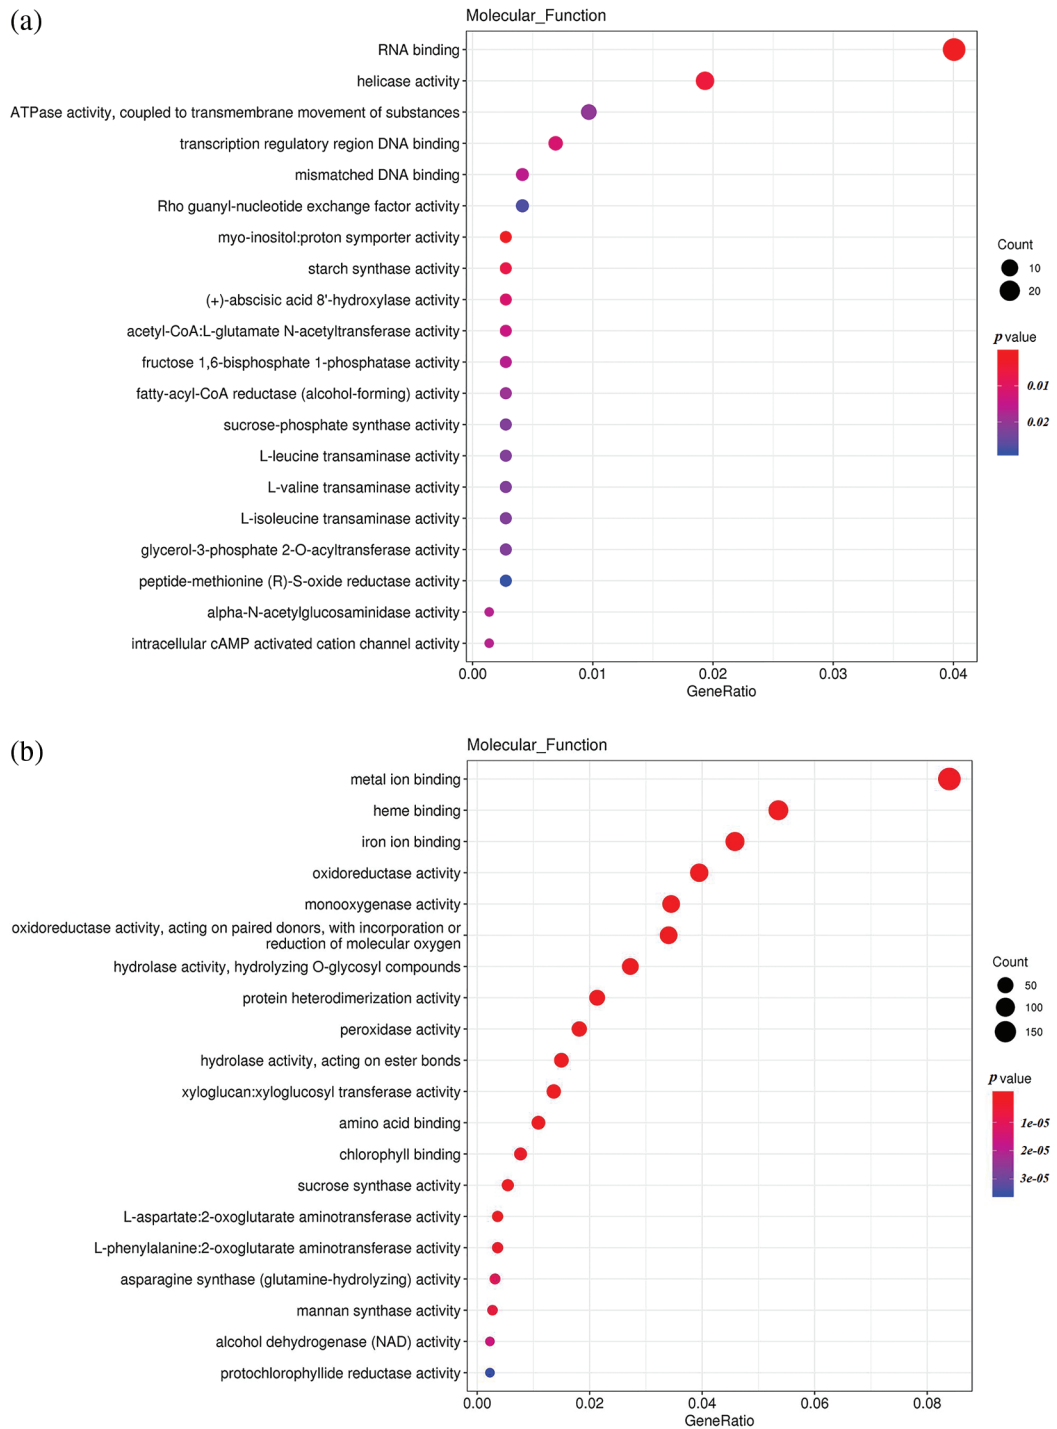 (a)
Molecular_Function
RNA binding
helicase activity
ATPase activity, coupled to transmembrane movement of substances
transcription regulatory region DNA binding
mismatched DNA binding
Rho guanyl-nucleotide exchange factor activity
myo-inositol:proton symporter activity
starch synthase activity
(+)-abscisic acid 8'-hydroxylase activity
acetyl-CoA:L-glutamate N-acetyltransferase activity
fructose 1,6-bisphosphate 1-phosphatase activity
fatty-acyl-CoA reductase (alcohol-forming) activity
sucrose-phosphate synthase activity
L-leucine transaminase activity
L-valine transaminase activity
L-isoleucine transaminase activity
glycerol-3-phosphate 2-O-acyltransferase activity
peptide-methionine (R)-S-oxide reductase activity
alpha-N-acetylglucosaminidase activity
intracellular cAMP activated cation channel activity
0.00 0.01 0.02 0.03 0.04
GeneRatio
Count
10
20
p value
0.01
0.02
(b)
Molecular_Function
metal ion binding
heme binding
iron ion binding
oxidoreductase activity
monooxygenase activity
oxidoreductase activity, acting on paired donors, with incorporation or
reduction of molecular oxygen
hydrolase activity, hydrolyzing O-glycosyl compounds
protein heterodimerization activity
peroxidase activity
hydrolase activity, acting on ester bonds
xyloglucan:xyloglucosyl transferase activity
amino acid binding
chlorophyll binding
sucrose synthase activity
L-aspartate:2-oxoglutarate aminotransferase activity
L-phenylalanine:2-oxoglutarate aminotransferase activity
asparagine synthase (glutamine-hydrolyzing) activity
mannan synthase activity
alcohol dehydrogenase (NAD) activity
protochlorophyllide reductase activity
0.00 0.02 0.04 0.06 0.08
GeneRatio
Count
50
100
150
p value
1e-05
2e-05
3e-05